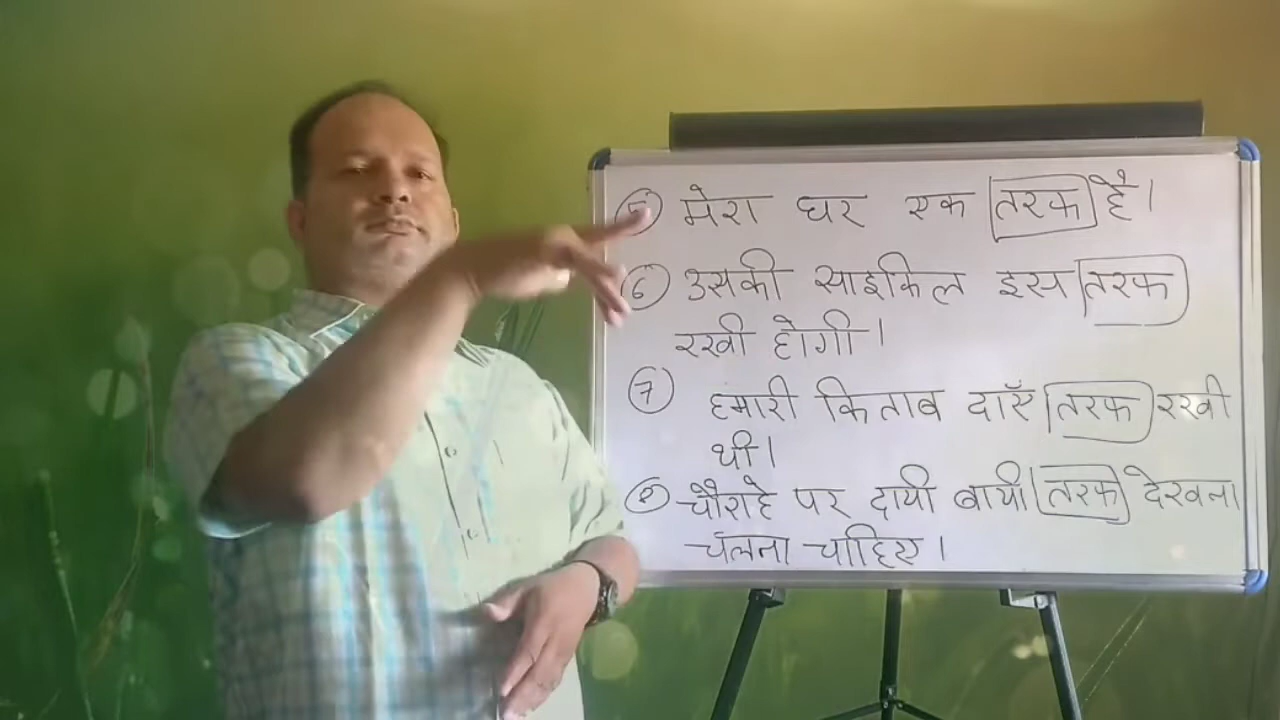 5 मेरा घर एक तरफ है।
6 उसकी साइकिल इस तरफ
रखी होगी।
7 हमारी किताब दाएँ तरफ रखी
थी।
8 चौराहे पर दायी बायी तरफ देखना
चलना चाहिए।